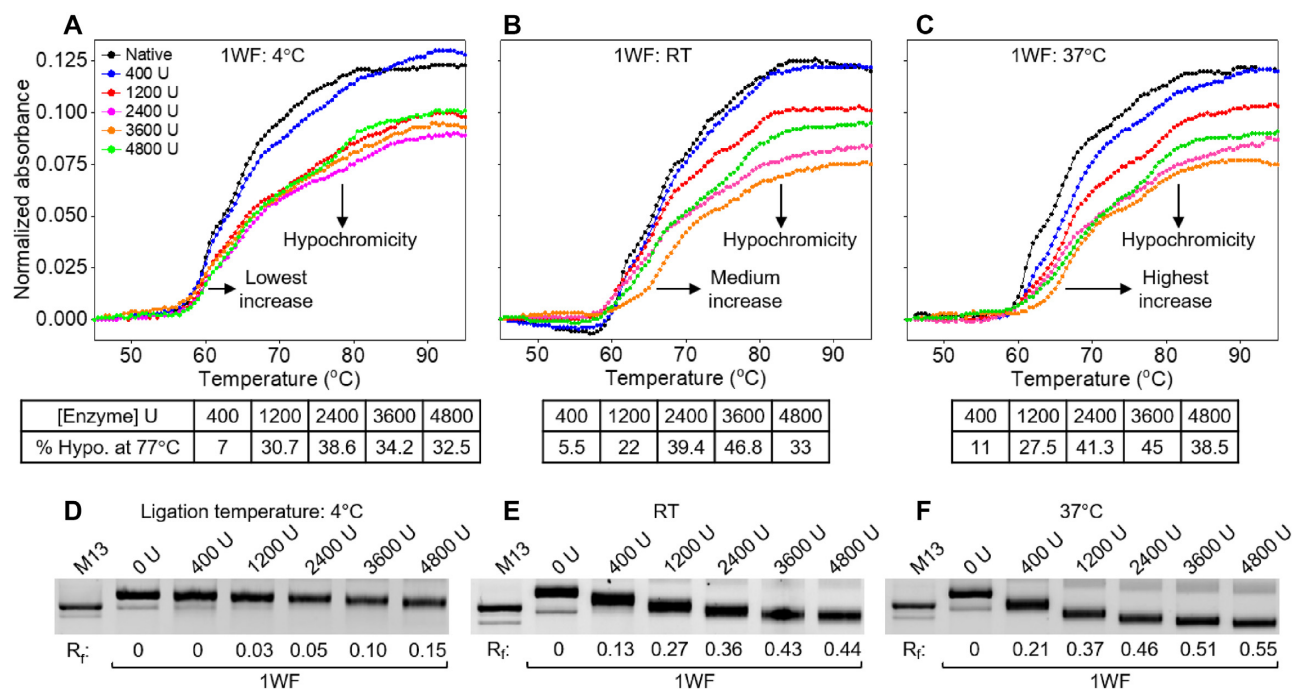 A
B
C
1WF: 4°C
1WF: RT
1WF: 37°C
Native
400 U
1200 U
2400 U
3600 U
4800 U
Normalized absorbance
0.125
0.100
0.075
0.050
0.025
0.000
Hypochromicity
Lowest
increase
Hypochromicity
Medium
increase
Hypochromicity
Highest
increase
50 60 70 80 90
50 60 70 80 90
50 60 70 80 90
Temperature (°C)
Temperature (°C)
Temperature (°C)
[Enzyme] U 400 1200 2400 3600 4800
% Hypo. at 77°C 7 30.7 38.6 34.2 32.5
400 1200 2400 3600 4800
5.5 22 39.4 46.8 33
400 1200 2400 3600 4800
11 27.5 41.3 45 38.5
D
Ligation temperature: 4°C
M13 0 U 400 U 1200 U 2400 U 3600 U 4800 U
Rf: 0 0 0.03 0.05 0.10 0.15
1WF
E
RT
M13 0 U 400 U 1200 U 2400 U 3600 U 4800 U
Rf: 0 0.13 0.27 0.36 0.43 0.44
1WF
F
37°C
M13 0 U 400 U 1200 U 2400 U 3600 U 4800 U
Rf: 0 0.21 0.37 0.46 0.51 0.55
1WF